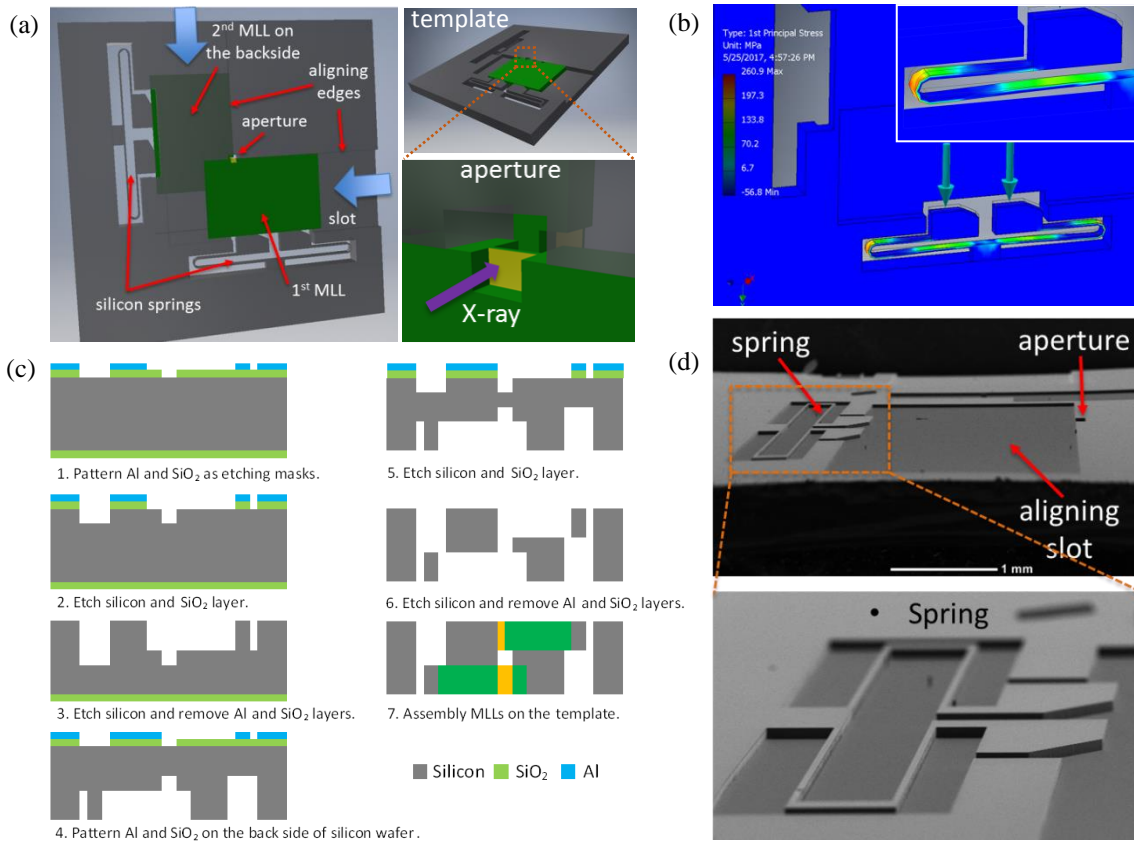 (a)
2nd MLL on
the backside
aligning
edges
aperture
slot
silicon springs
1st MLL
template
aperture
X-ray
(b)
Type: 1st Principal Stress
Unit: MPa
5/25/2017, 4:57:26 PM
260.9 Max
197.3
133.8
70.2
6.7
-56.8 Min
(c)
1. Pattern Al and SiO₂ as etching masks.
2. Etch silicon and SiO₂ layer.
3. Etch silicon and remove Al and SiO₂ layers.
4. Pattern Al and SiO₂ on the back side of silicon wafer.
5. Etch silicon and SiO₂ layer.
6. Etch silicon and remove Al and SiO₂ layers.
7. Assembly MLLs on the template.
Silicon SiO₂ Al
(d)
spring
aperture
aligning
slot
1 mm
• Spring